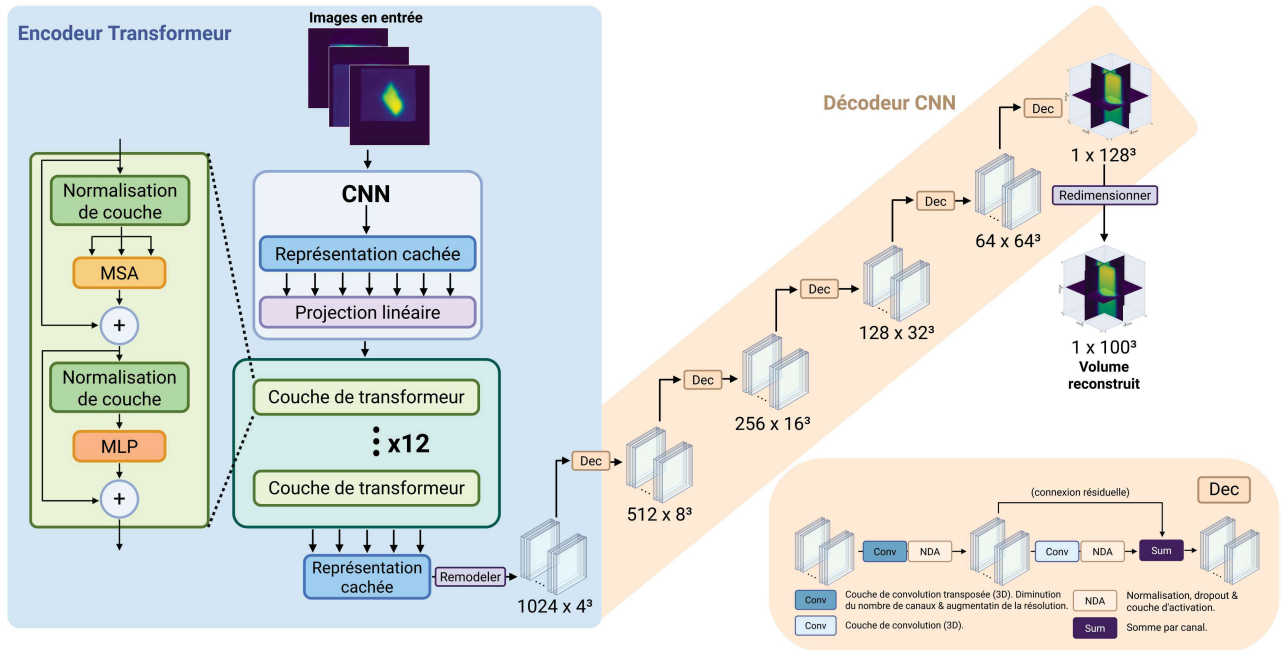 Encodeur Transformeur
Images en entrée
CNN
Représentation cachée
Projection linéaire
Normalisation
de couche
MSA
+
Normalisation
de couche
MLP
+
Couche de transformeur
x12
Couche de transformeur
Représentation
cachée
Remodeler
1024 x 4³
Décodeur CNN
Dec
512 x 8³
Dec
256 x 16³
Dec
128 x 32³
Dec
64 x 64³
Dec
1 x 128³
Redimensionner
1 x 100³
Volume
reconstruit
Dec
(connexion résiduelle)
Conv
NDA
Conv
NDA
Sum
Conv
Couche de convolution transposée (3D). Diminution
du nombre de canaux & augmentatin de la résolution.
NDA
Normalisation, dropout &
couche d'activation.
Conv
Couche de convolution (3D).
Sum
Somme par canal.